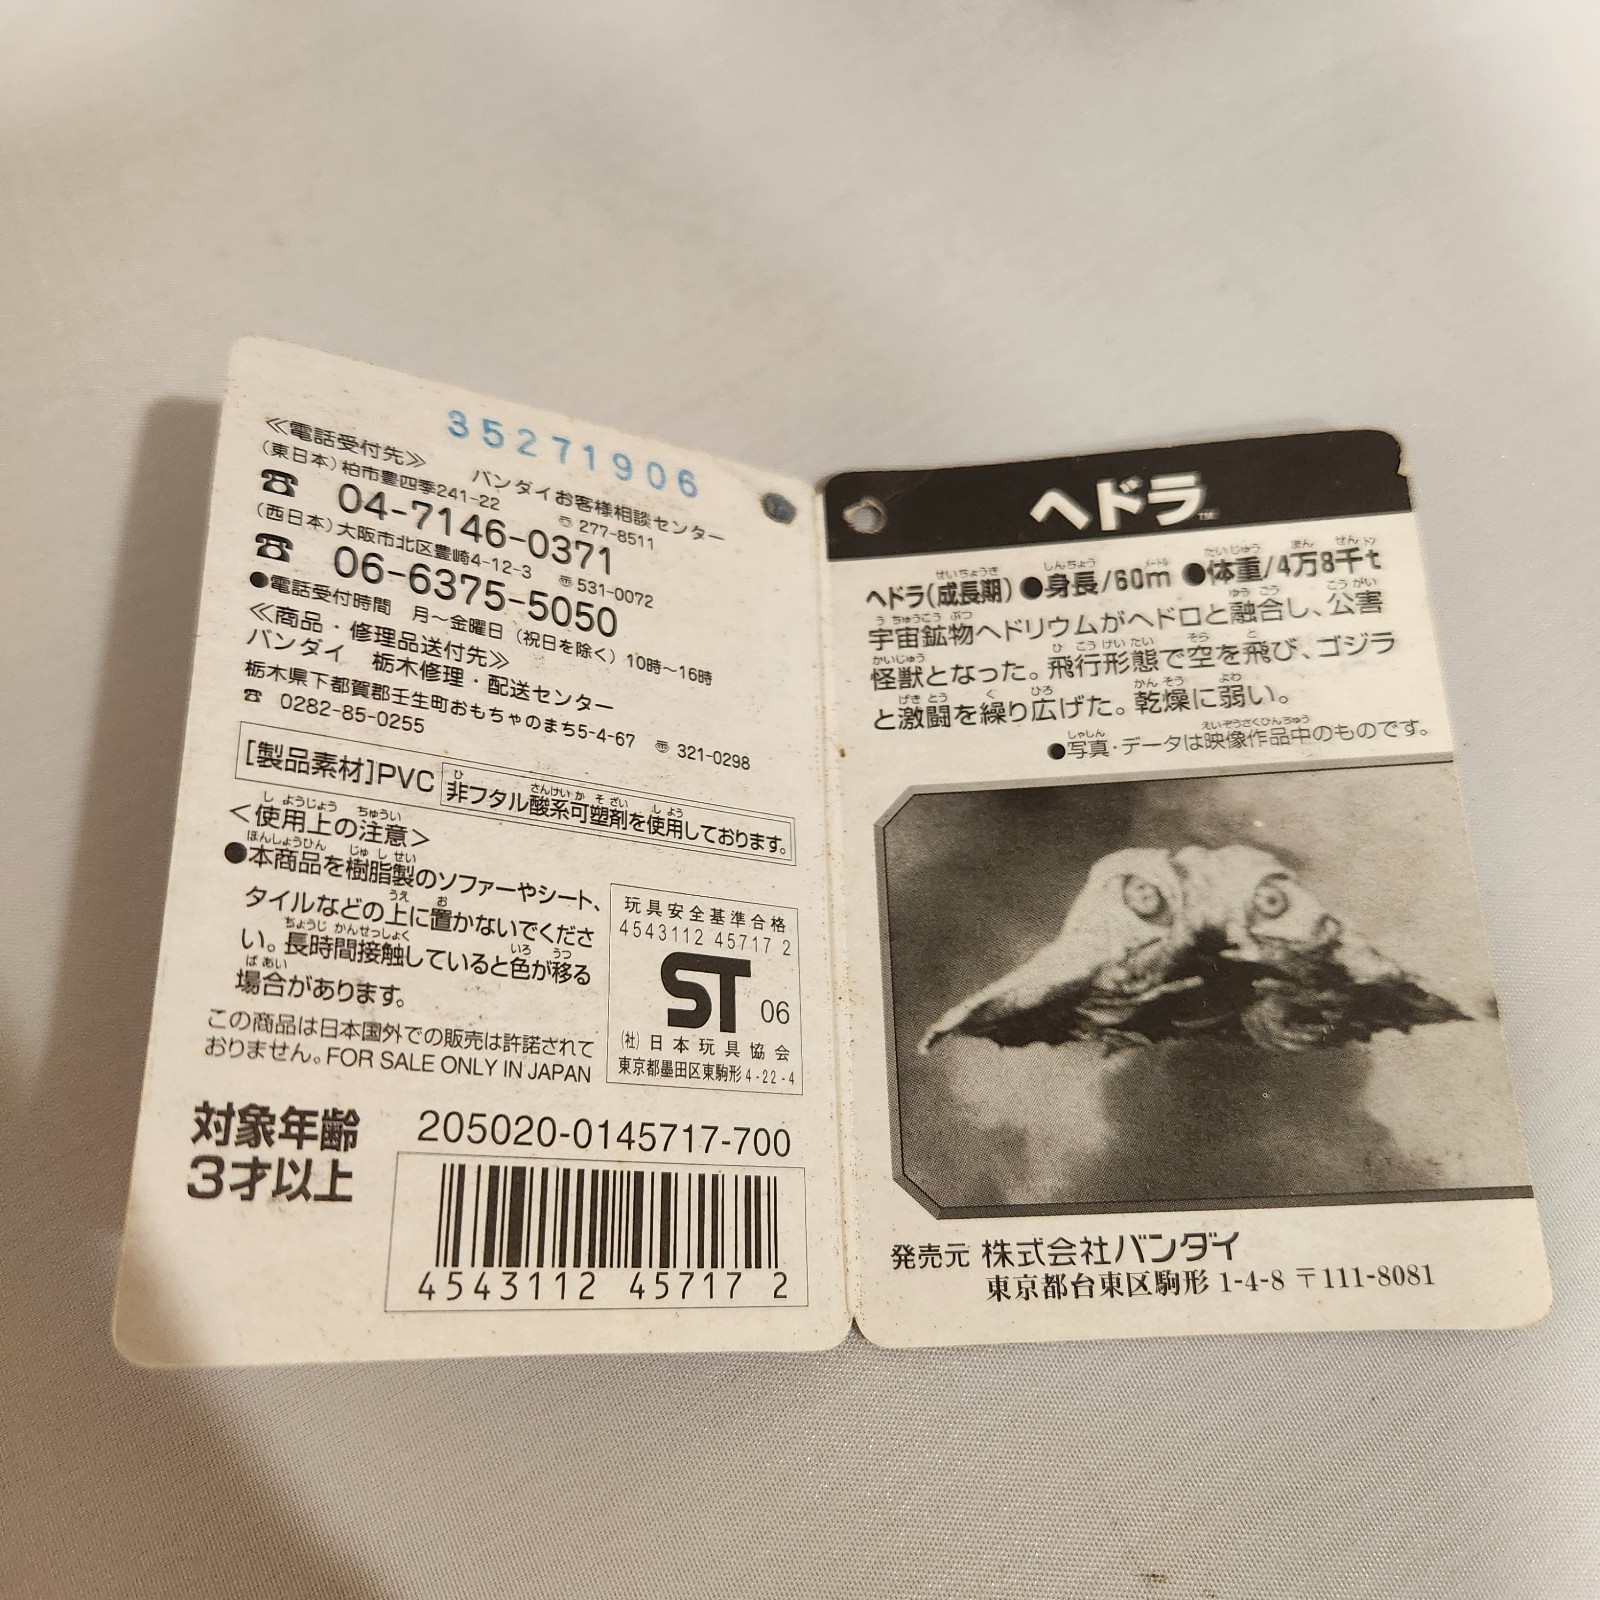 35271906
≪電話受付先≫ バンダイお客様相談センター
(東日本)柏市豊四季241-22 〠277-8511
☎ 04-7146-0371
(西日本)大阪市北区豊崎4-12-3 〠531-0072
☎ 06-6375-5050
●電話受付時間 月～金曜日(祝日を除く)10時～16時
≪商品・修理品送付先≫
バンダイ 栃木修理・配送センター
栃木県下都賀郡壬生町おもちゃのまち5-4-67 〠321-0298
☎ 0282-85-0255
[製品素材]PVC 非フタル酸系可塑剤を使用しております。
<使用上の注意>
●本商品を樹脂製のソファーやシート、
タイルなどの上に置かないでくださ
い。長時間接触していると色が移る
場合があります。
この商品は日本国外での販売は許諾されて
おりません。FOR SALE ONLY IN JAPAN
玩具安全基準合格
4543112 45717 2
ST 06
(社)日本玩具協会
東京都墨田区東駒形4-22-4
対象年齢
3才以上
205020-0145717-700
4543112 45717 2
ヘドラ™
ヘドラ(成長期)●身長/60m ●体重/4万8千t
宇宙鉱物ヘドリウムがヘドロと融合し、公害
怪獣となった。飛行形態で空を飛び、ゴジラ
と激闘を繰り広げた。乾燥に弱い。
●写真・データは映像作品中のものです。
発売元 株式会社バンダイ
東京都台東区駒形1-4-8 〒111-8081